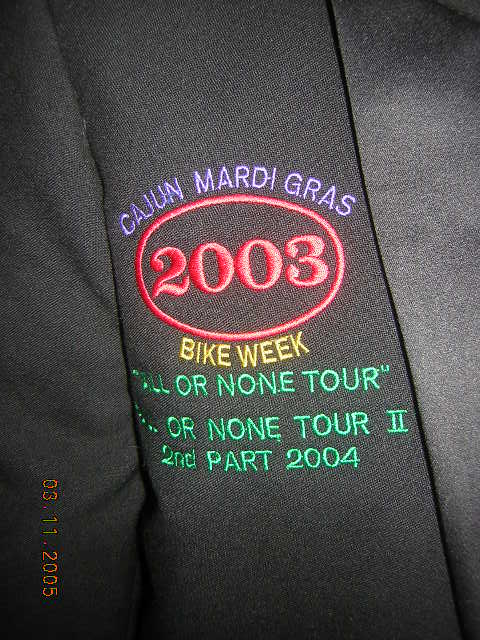 CAJUN MARDI GRAS
2003
BIKE WEEK
"ALL OR NONE TOUR"
OR NONE TOUR II
2nd PART 2004
03.11.2005